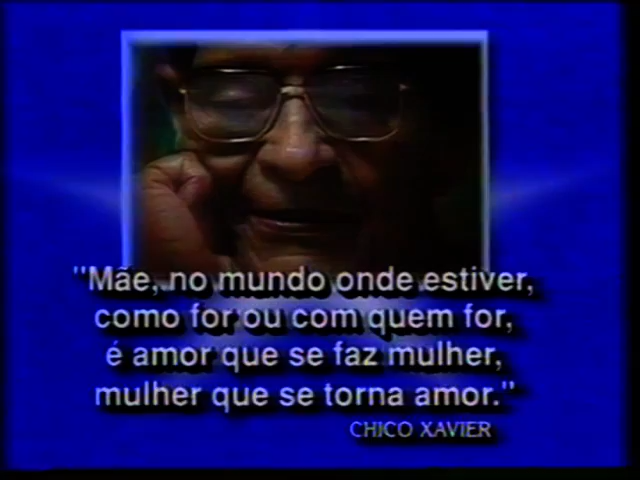 "Mãe, no mundo onde estiver,
como for ou com quem for,
é amor que se faz mulher,
mulher que se torna amor."
CHICO XAVIER